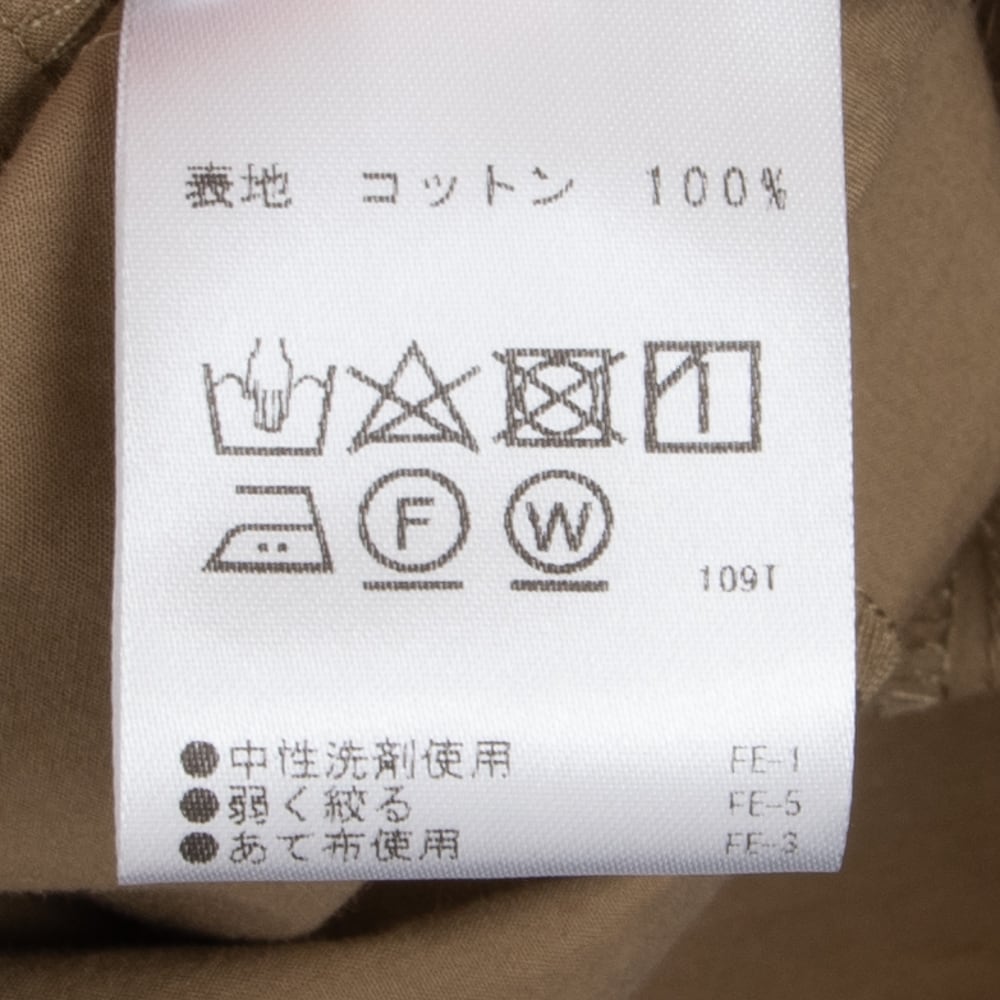 表地 コットン 100%
F W
109T
●中性洗剤使用 FE-1
●弱く絞る FE-5
●あて布使用 FE-3